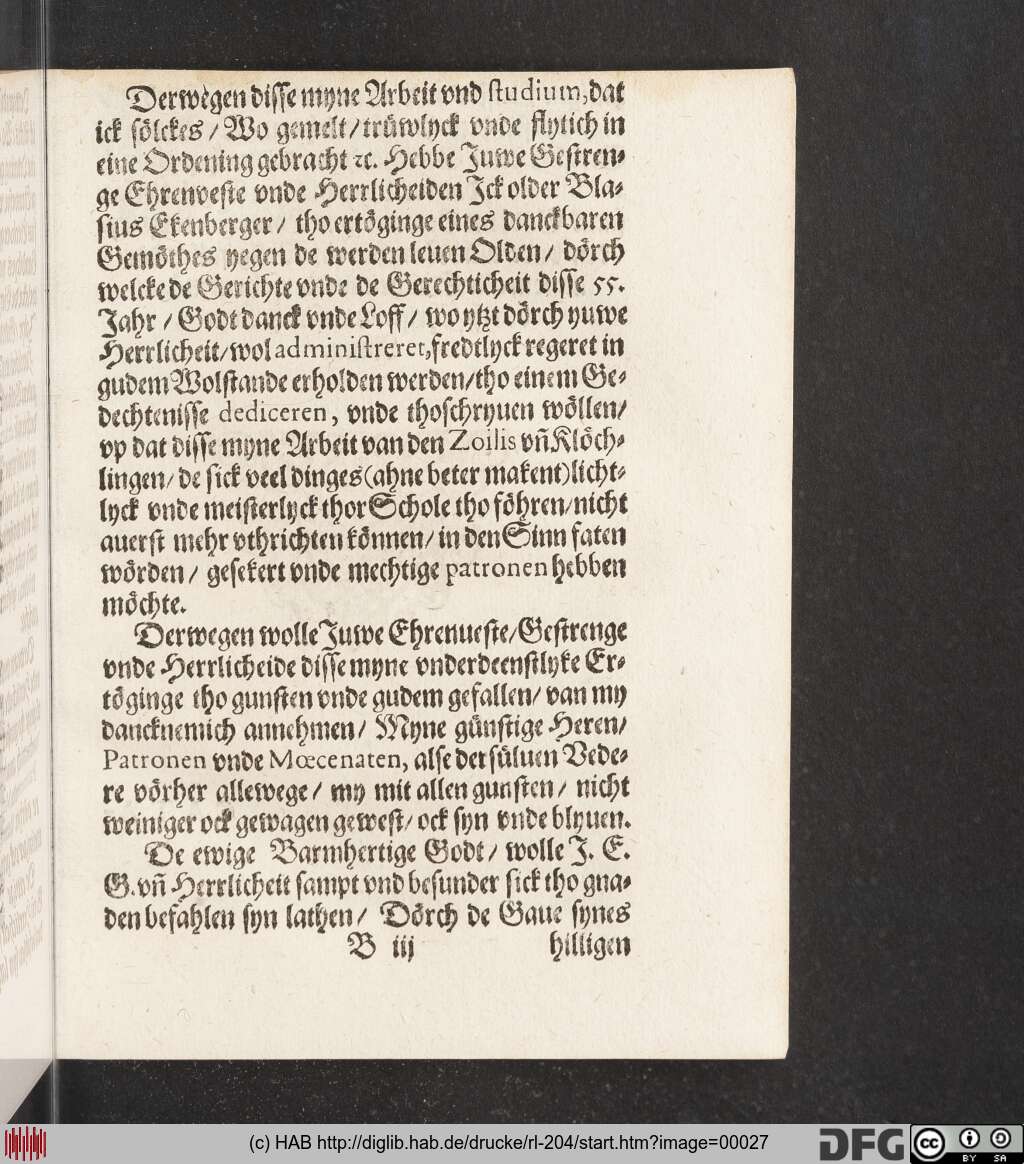 Derwegen disse myne Arbeit vnd studium, dat
ick sölckes / Wo gemelt / trüwlyck vnde flytich in
eine Ordening gebracht ꝛc. Hebbe Juwe Gestren⸗
ge Ehrenveste vnde Herrlicheiden Ick older Bla⸗
sius Ekenberger / tho ertöginge eines danckbaren
Gemöthes yegen de werden leuen Olden / dörch
welcke de Gerichte vnde de Gerechticheit disse 55.
Jahr / Godt danck vnde Loff / wo ytzt dörch yuwe
Herrlicheit / wol administreret, fredtlyck regeret in
gudem Wolstande erholden werden / tho einem Ge⸗
dechtenisse dediceren, vnde thoschryuen wöllen /
vp dat disse myne Arbeit van den Zoilis vñ Klöch⸗
lingen / de sick veel dinges (ahne beter makent) licht⸗
lyck vnde meisterlyck thor Schole tho föhren / nicht
auerst mehr vthrichten können / in den Sinn faten
wörden / gesekert vnde mechtige patronen hebben
möchte.
Derwegen wolle Juwe Ehrenueste / Gestrenge
vnde Herrlicheide disse myne vnderdeenstlyke Er⸗
töginge tho gunsten vnde gudem gefallen / van my
dancknemich annehmen / Myne günstige Heren /
Patronen vnde Mœcenaten, alse der süluen Vede⸗
re vörher allewege / my mit allen gunsten / nicht
weiniger ock gewagen gewest / ock syn vnde blyuen.
De ewige Barmhertige Godt / wolle J. E.
G. vñ Herrlicheit sampt vnd besunder sick tho gna⸗
den befahlen syn lathen / Dörch de Gaue synes
B iij hilligen
(c) HAB http://diglib.hab.de/drucke/rl-204/start.htm?image=00027
DFG
cc BY SA